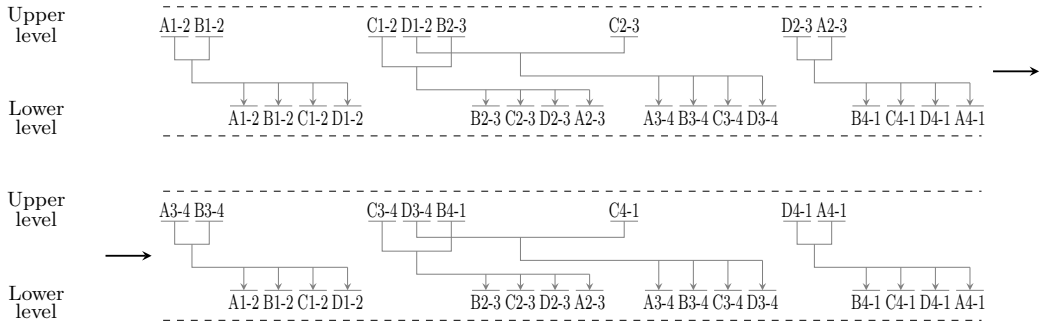 Upper level
A1-2 B1-2 C1-2 D1-2 B2-3 C2-3 D2-3 A2-3
Lower level
A1-2 B1-2 C1-2 D1-2 B2-3 C2-3 D2-3 A2-3 A3-4 B3-4 C3-4 D3-4 B4-1 C4-1 D4-1 A4-1
Upper level
A3-4 B3-4 C3-4 D3-4 B4-1 C4-1 D4-1 A4-1
Lower level
A1-2 B1-2 C1-2 D1-2 B2-3 C2-3 D2-3 A2-3 A3-4 B3-4 C3-4 D3-4 B4-1 C4-1 D4-1 A4-1